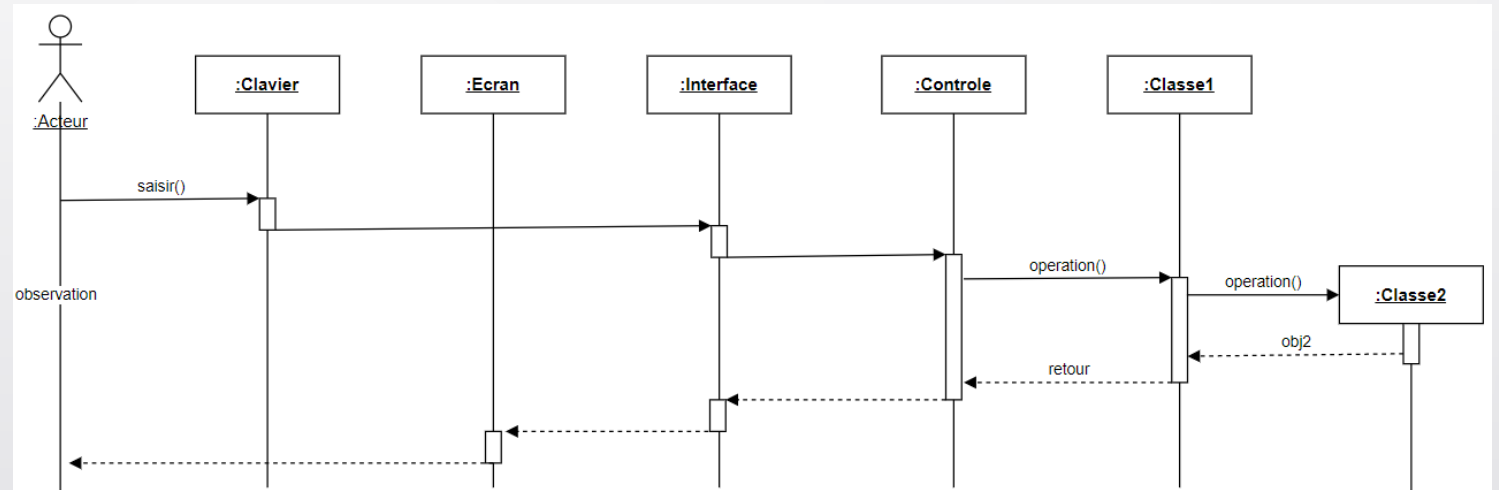 :Clavier
:Ecran
:Interface
:Controle
:Classe1
:Acteur
saisir()
operation()
operation()
observation
:Classe2
obj2
retour